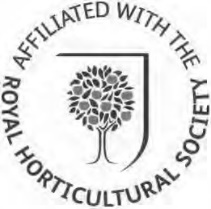 AFFILIATED WITH THE
ROYAL HORTICULTURAL SOCIETY